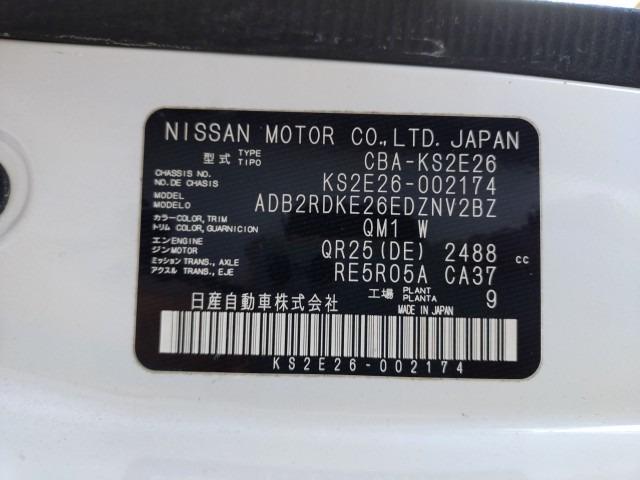 NISSAN MOTOR CO., LTD. JAPAN
型式 TYPE TIPO CBA-KS2E26
CHASSIS NO. NO. DE CHASIS KS2E26-002174
MODEL MODELO ADB2RDKE26EDZNV2BZ
カラー COLOR, TRIM トリム COLOR, GUARNICION QM1 W
エンジン ENGINE MOTOR QR25(DE) 2488 cc
ミッション TRANS., AXLE アクスル TRANS., EJE RE5R05A CA37
工場 PLANT PLANTA 9
日産自動車株式会社 MADE IN JAPAN
KS2E26-002174